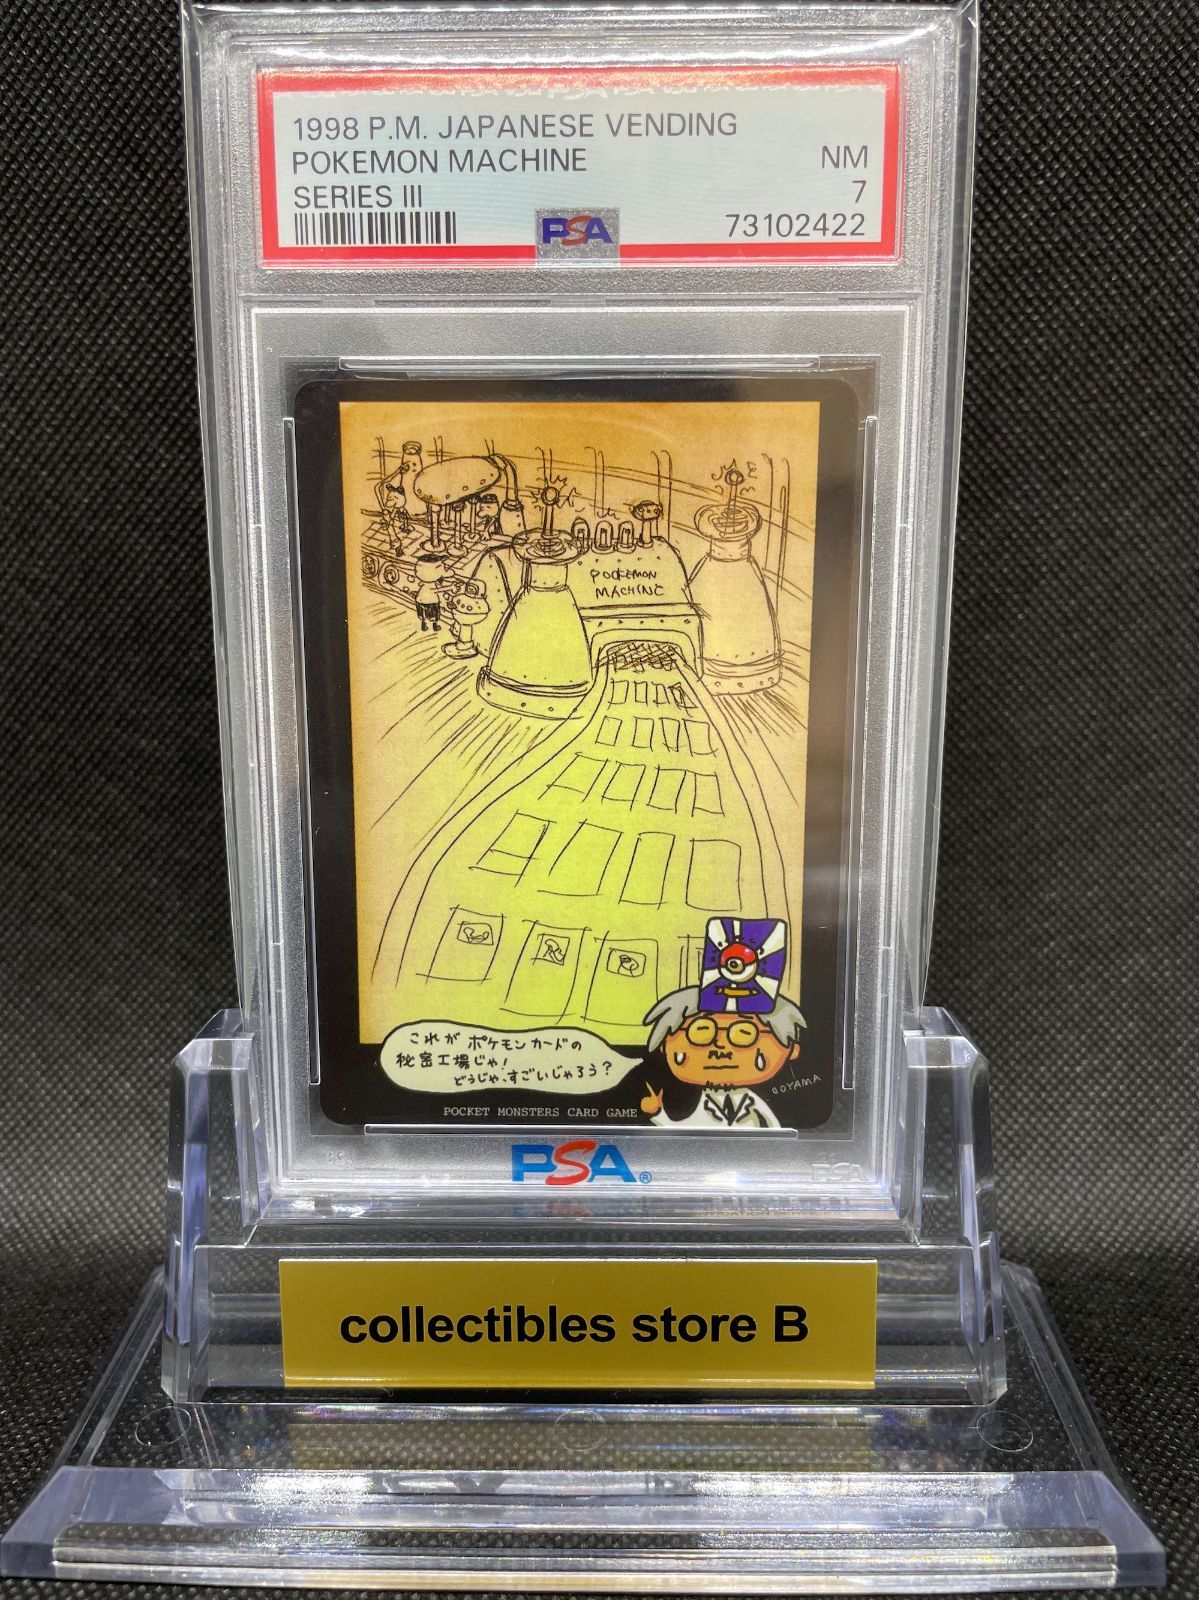 1998 P.M. JAPANESE VENDING
POKEMON MACHINE NM
SERIES III 7
PSA 73102422
POCKEMON
MACHINE
これが ポケモンカードの
秘密工場じゃ!
どうじゃ、すごいじゃろう?
OOYAMA
POCKET MONSTERS CARD GAME
PSA®
PSA
collectibles store B